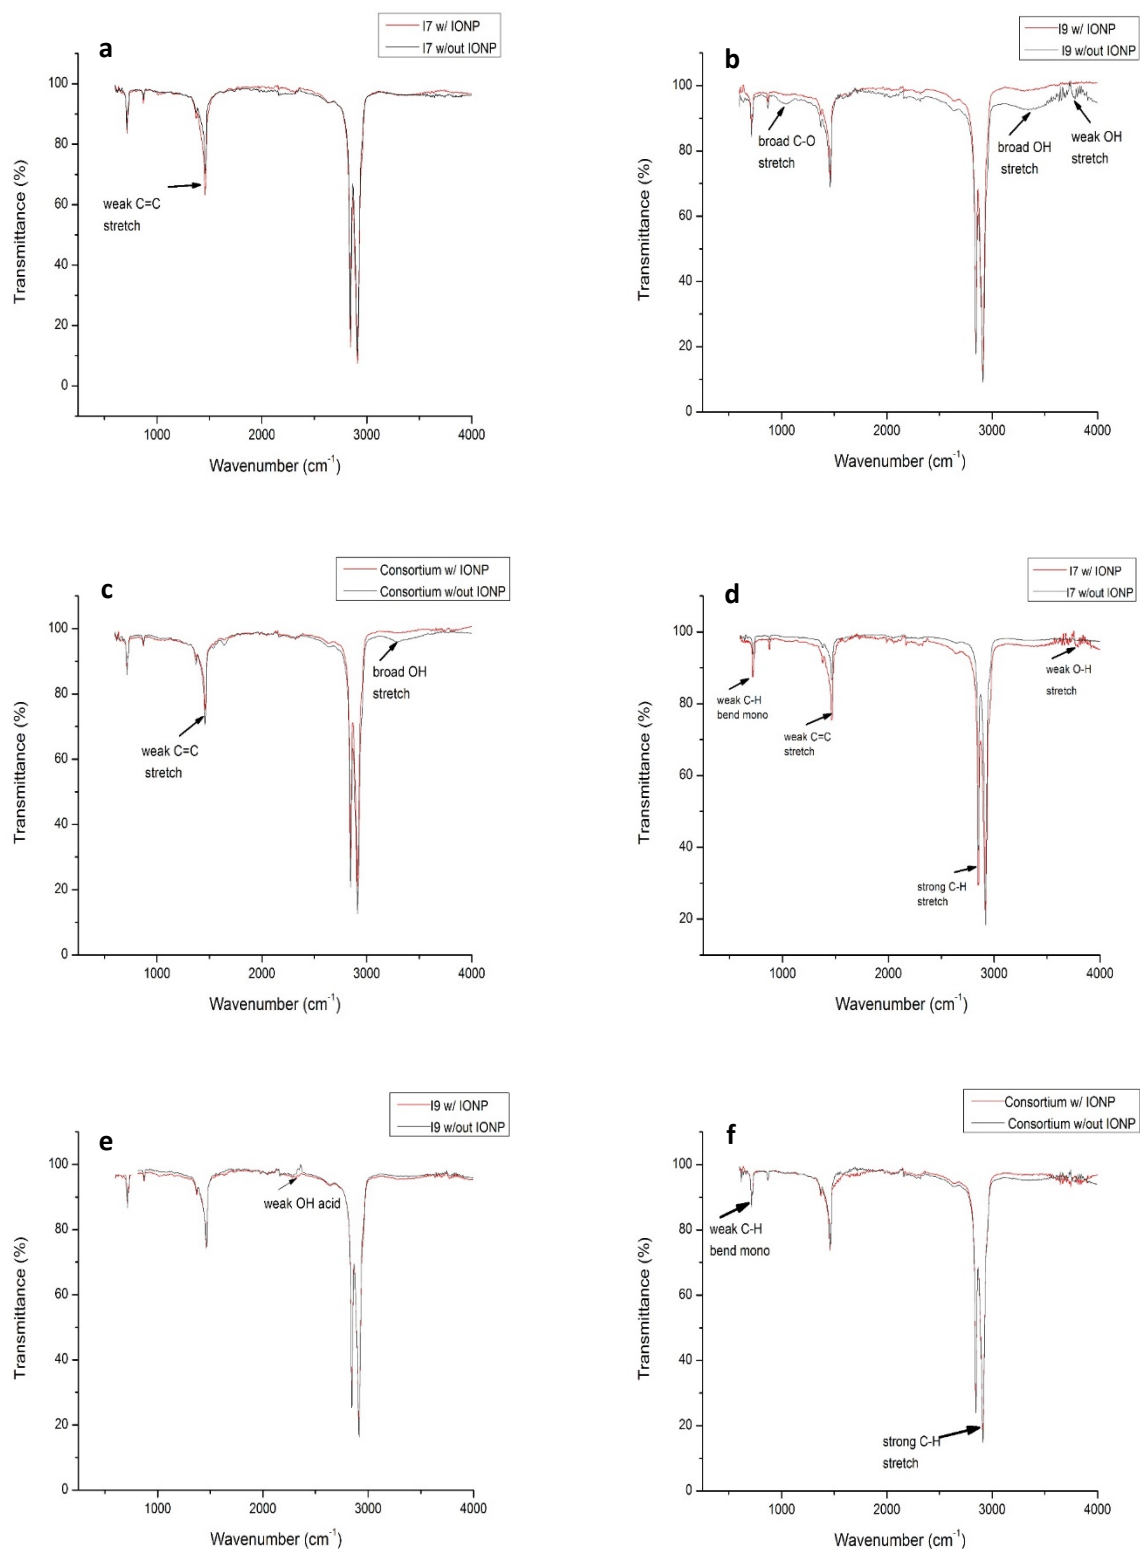 a
I7 w/ IONP
I7 w/out IONP
100
80
60
40
20
0
weak C=C
stretch
Transmittance (%)
1000
2000
3000
4000
Wavenumber (cm-1)
b
I9 w/ IONP
I9 w/out IONP
100
80
60
40
20
0
broad C-O
stretch
broad OH
stretch
weak OH
stretch
Transmittance (%)
1000
2000
3000
4000
Wavenumber (cm-1)
c
Consortium w/ IONP
Consortium w/out IONP
100
80
60
40
20
0
broad OH
stretch
weak C=C
stretch
Transmittance (%)
1000
2000
3000
4000
Wavenumber (cm-1)
d
I7 w/ IONP
I7 w/out IONP
100
80
60
40
20
weak C-H
bend mono
weak C=C
stretch
weak O-H
stretch
strong C-H
stretch
Transmittance (%)
1000
2000
3000
4000
Wavenumber (cm-1)
e
I9 w/ IONP
I9 w/out IONP
100
80
60
40
20
0
weak OH acid
Transmittance (%)
1000
2000
3000
4000
Wavenumber (cm-1)
f
Consortium w/ IONP
Consortium w/out IONP
100
80
60
40
20
0
weak C-H
bend mono
strong C-H
stretch
Transmittance (%)
1000
2000
3000
4000
Wavenumber (cm-1)